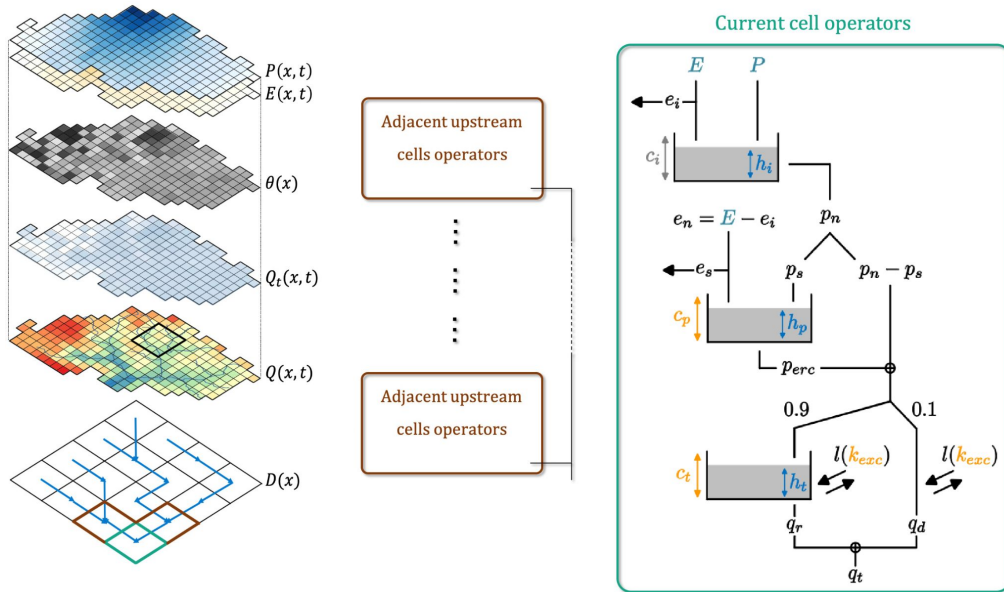 P(x,t)
E(x,t)
θ(x)
Q_t(x,t)
Q(x,t)
D(x)
Adjacent upstream
cells operators
Adjacent upstream
cells operators
Current cell operators
E P
e_i
c_i
h_i
e_n = E − e_i
p_n
e_s
p_s
p_n − p_s
c_p
h_p
p_erc
0.9 0.1
l(k_exc) l(k_exc)
c_t
h_t
q_r q_d
q_t